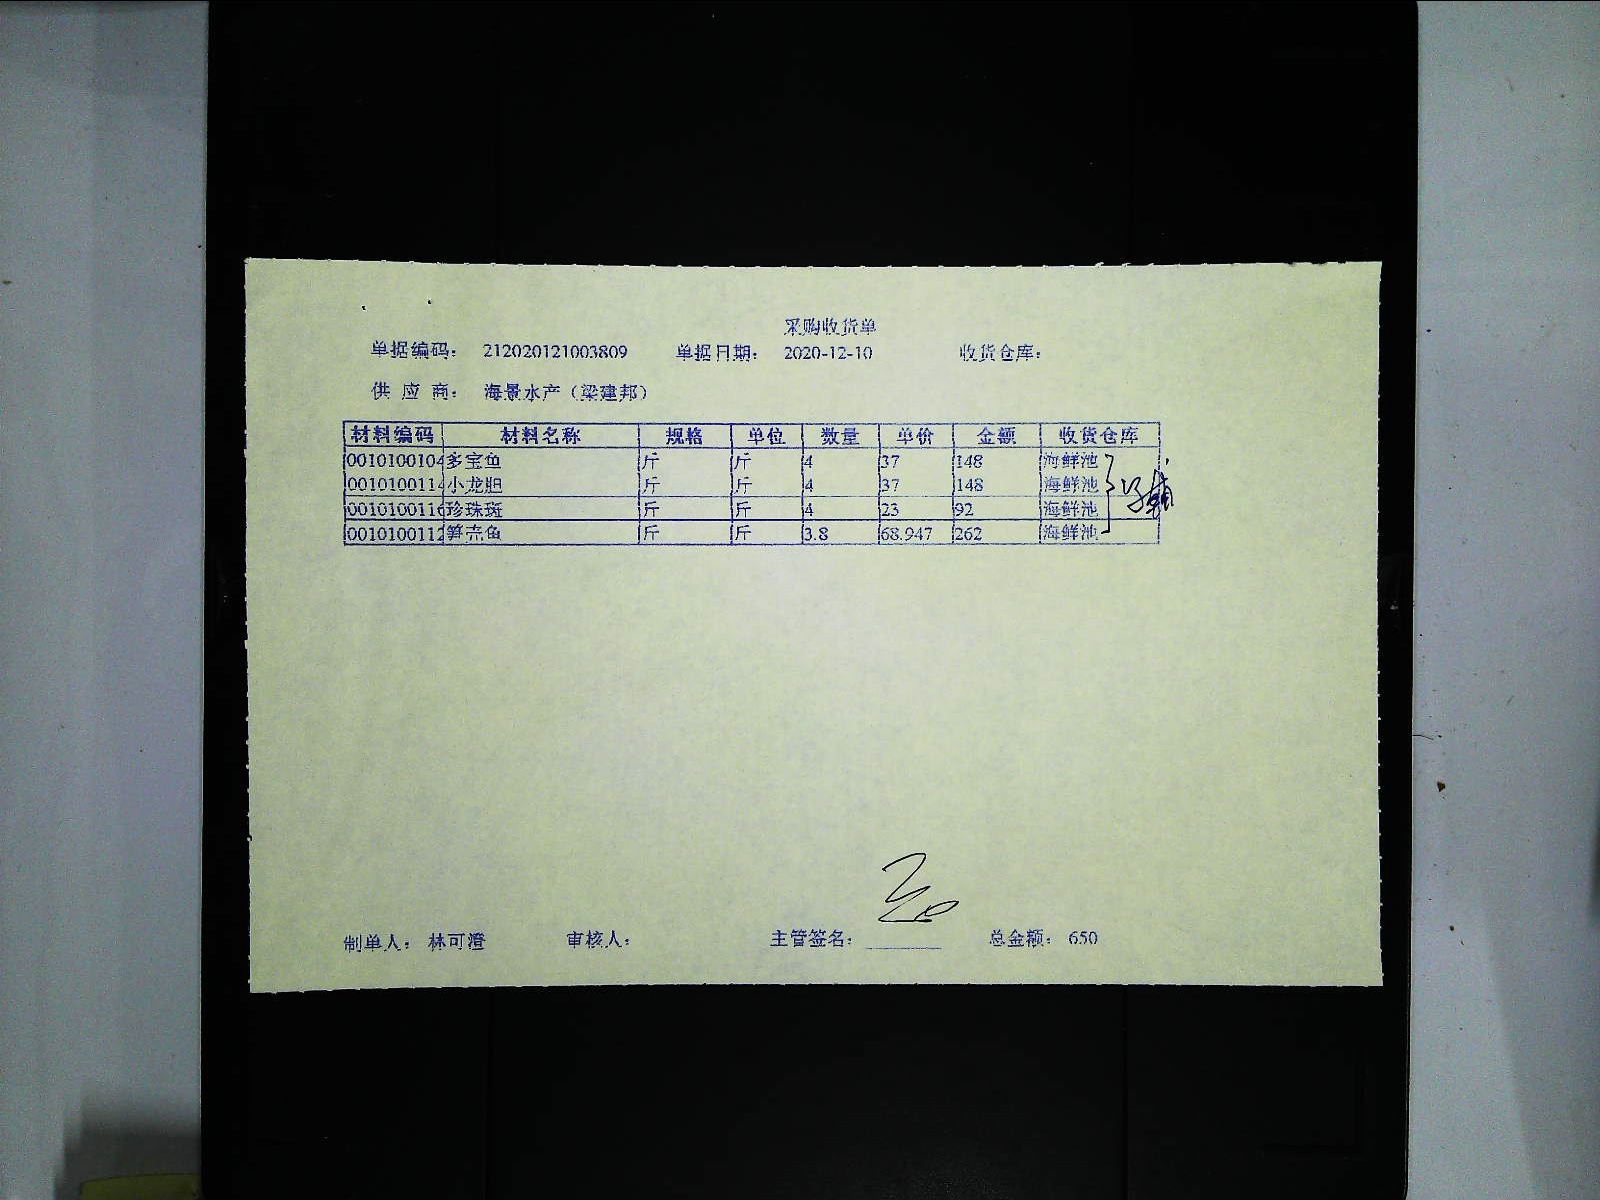 采购收货单
单据编码： 212020121003809 单据日期： 2020-12-10 收货仓库：
供 应 商： 海景水产（梁建邦）
材料编码 材料名称 规格 单位 数量 单价 金额 收货仓库
0010100104 多宝鱼 斤 斤 4 37 148 海鲜池
0010100114 小龙胆 斤 斤 4 37 148 海鲜池
0010100116 珍珠斑 斤 斤 4 23 92 海鲜池
0010100112 笋壳鱼 斤 斤 3.8 68.947 262 海鲜池
制单人： 林可澄 审核人： 主管签名： 总金额： 650